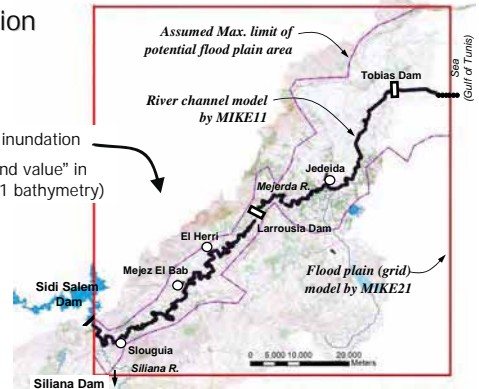 ion
Assumed Max. limit of
potential flood plain area
Tobias Dam
Sea
(Gulf of Tunis)
River channel model
by MIKE11
inundation
nd value” in
1 bathymetry)
Jedeida
Mejerda R.
El Herri
Larrousia Dam
Mejez El Bab
Flood plain (grid)
model by MIKE21
Sidi Salem
Dam
Slouguia
Siliana R.
0 5,000 10,000 20,000
Meters
Siliana Dam